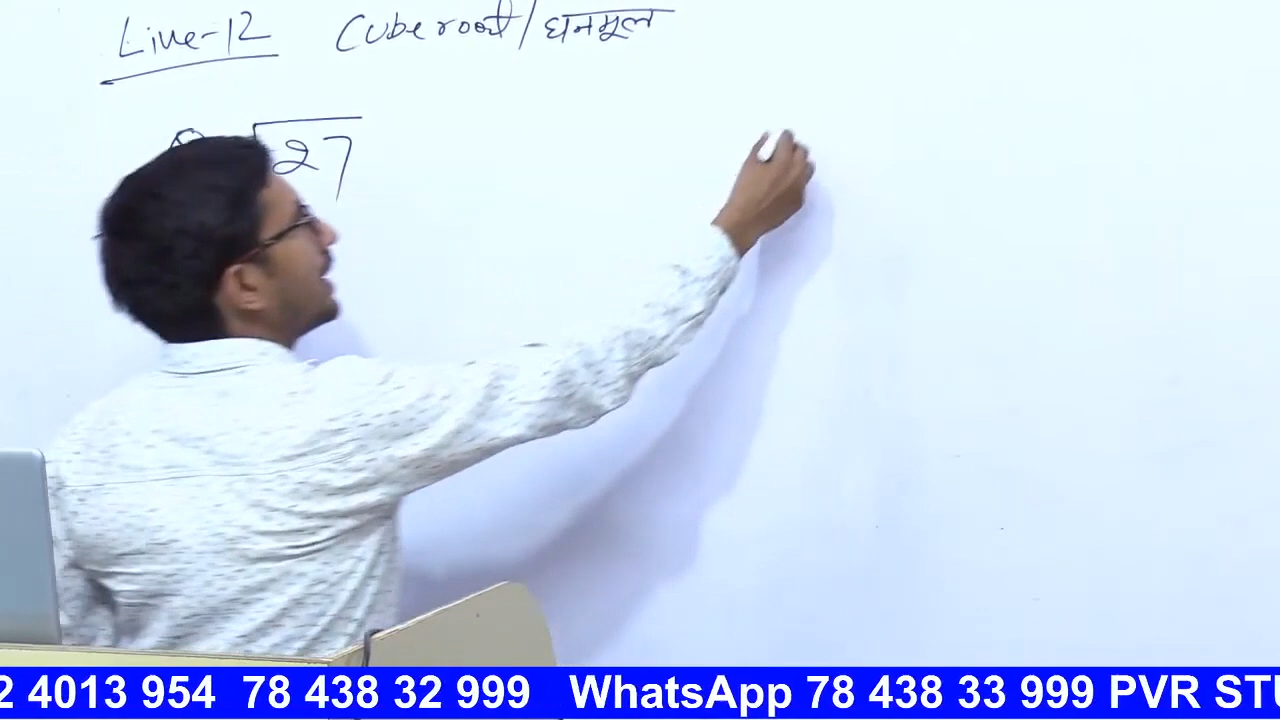 Live-12 Cube root/घनमूल
√27
2 4013 954 78 438 32 999 WhatsApp 78 438 33 999 PVR STU